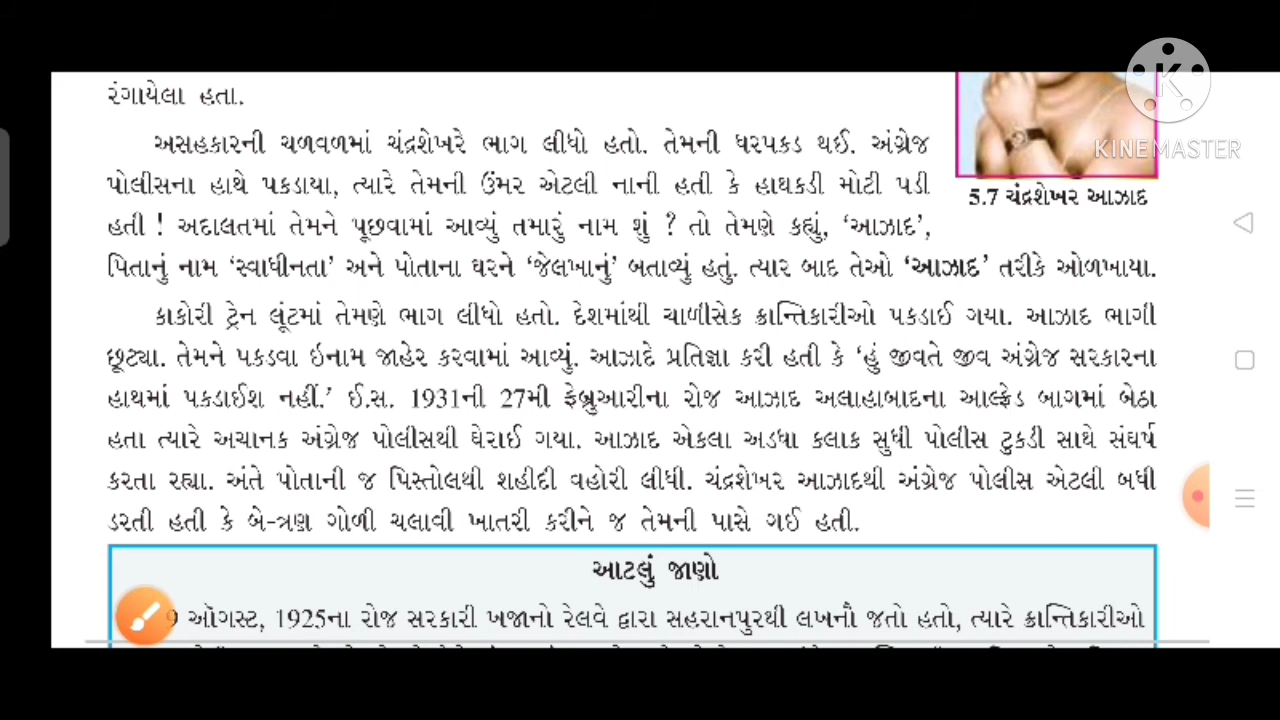 રંગાયેલા હતા.
અસહકારની ચળવળમાં ચંદ્રશેખરે ભાગ લીધો હતો. તેમની ધરપકડ થઈ. અંગ્રેજ
પોલીસના હાથે પકડાયા, ત્યારે તેમની ઉંમર એટલી નાની હતી કે હાથકડી મોટી પડી
હતી ! અદાલતમાં તેમને પૂછવામાં આવ્યું તમારું નામ શું ? તો તેમણે કહ્યું, ‘આઝાદ’,
પિતાનું નામ ‘સ્વાધીનતા’ અને પોતાના ઘરને ‘જેલખાનું’ બતાવ્યું હતું. ત્યાર બાદ તેઓ ‘આઝાદ’ તરીકે ઓળખાયા.
KINEMASTER
5.7 ચંદ્રશેખર આઝાદ
કાકોરી ટ્રેન લૂંટમાં તેમણે ભાગ લીધો હતો. દેશમાંથી ચાળીસેક ક્રાન્તિકારીઓ પકડાઈ ગયા. આઝાદ ભાગી
છૂટ્યા. તેમને પકડવા ઇનામ જાહેર કરવામાં આવ્યું. આઝાદે પ્રતિજ્ઞા કરી હતી કે ‘હું જીવતે જીવ અંગ્રેજ સરકારના
હાથમાં પકડાઈશ નહીં.’ ઈ.સ. 1931ની 27મી ફેબ્રુઆરીના રોજ આઝાદ અલાહાબાદના આલ્ફ્રેડ બાગમાં બેઠા
હતા ત્યારે અચાનક અંગ્રેજ પોલીસથી ઘેરાઈ ગયા. આઝાદ એકલા અડધા કલાક સુધી પોલીસ ટુકડી સાથે સંઘર્ષ
કરતા રહ્યા. અંતે પોતાની જ પિસ્તોલથી શહીદી વહોરી લીધી. ચંદ્રશેખર આઝાદથી અંગ્રેજ પોલીસ એટલી બધી
ડરતી હતી કે બે-ત્રણ ગોળી ચલાવી ખાતરી કરીને જ તેમની પાસે ગઈ હતી.
આટલું જાણો
9 ઑગસ્ટ, 1925ના રોજ સરકારી ખજાનો રેલવે દ્વારા સહરાનપુરથી લખનૌ જતો હતો, ત્યારે ક્રાન્તિકારીઓ